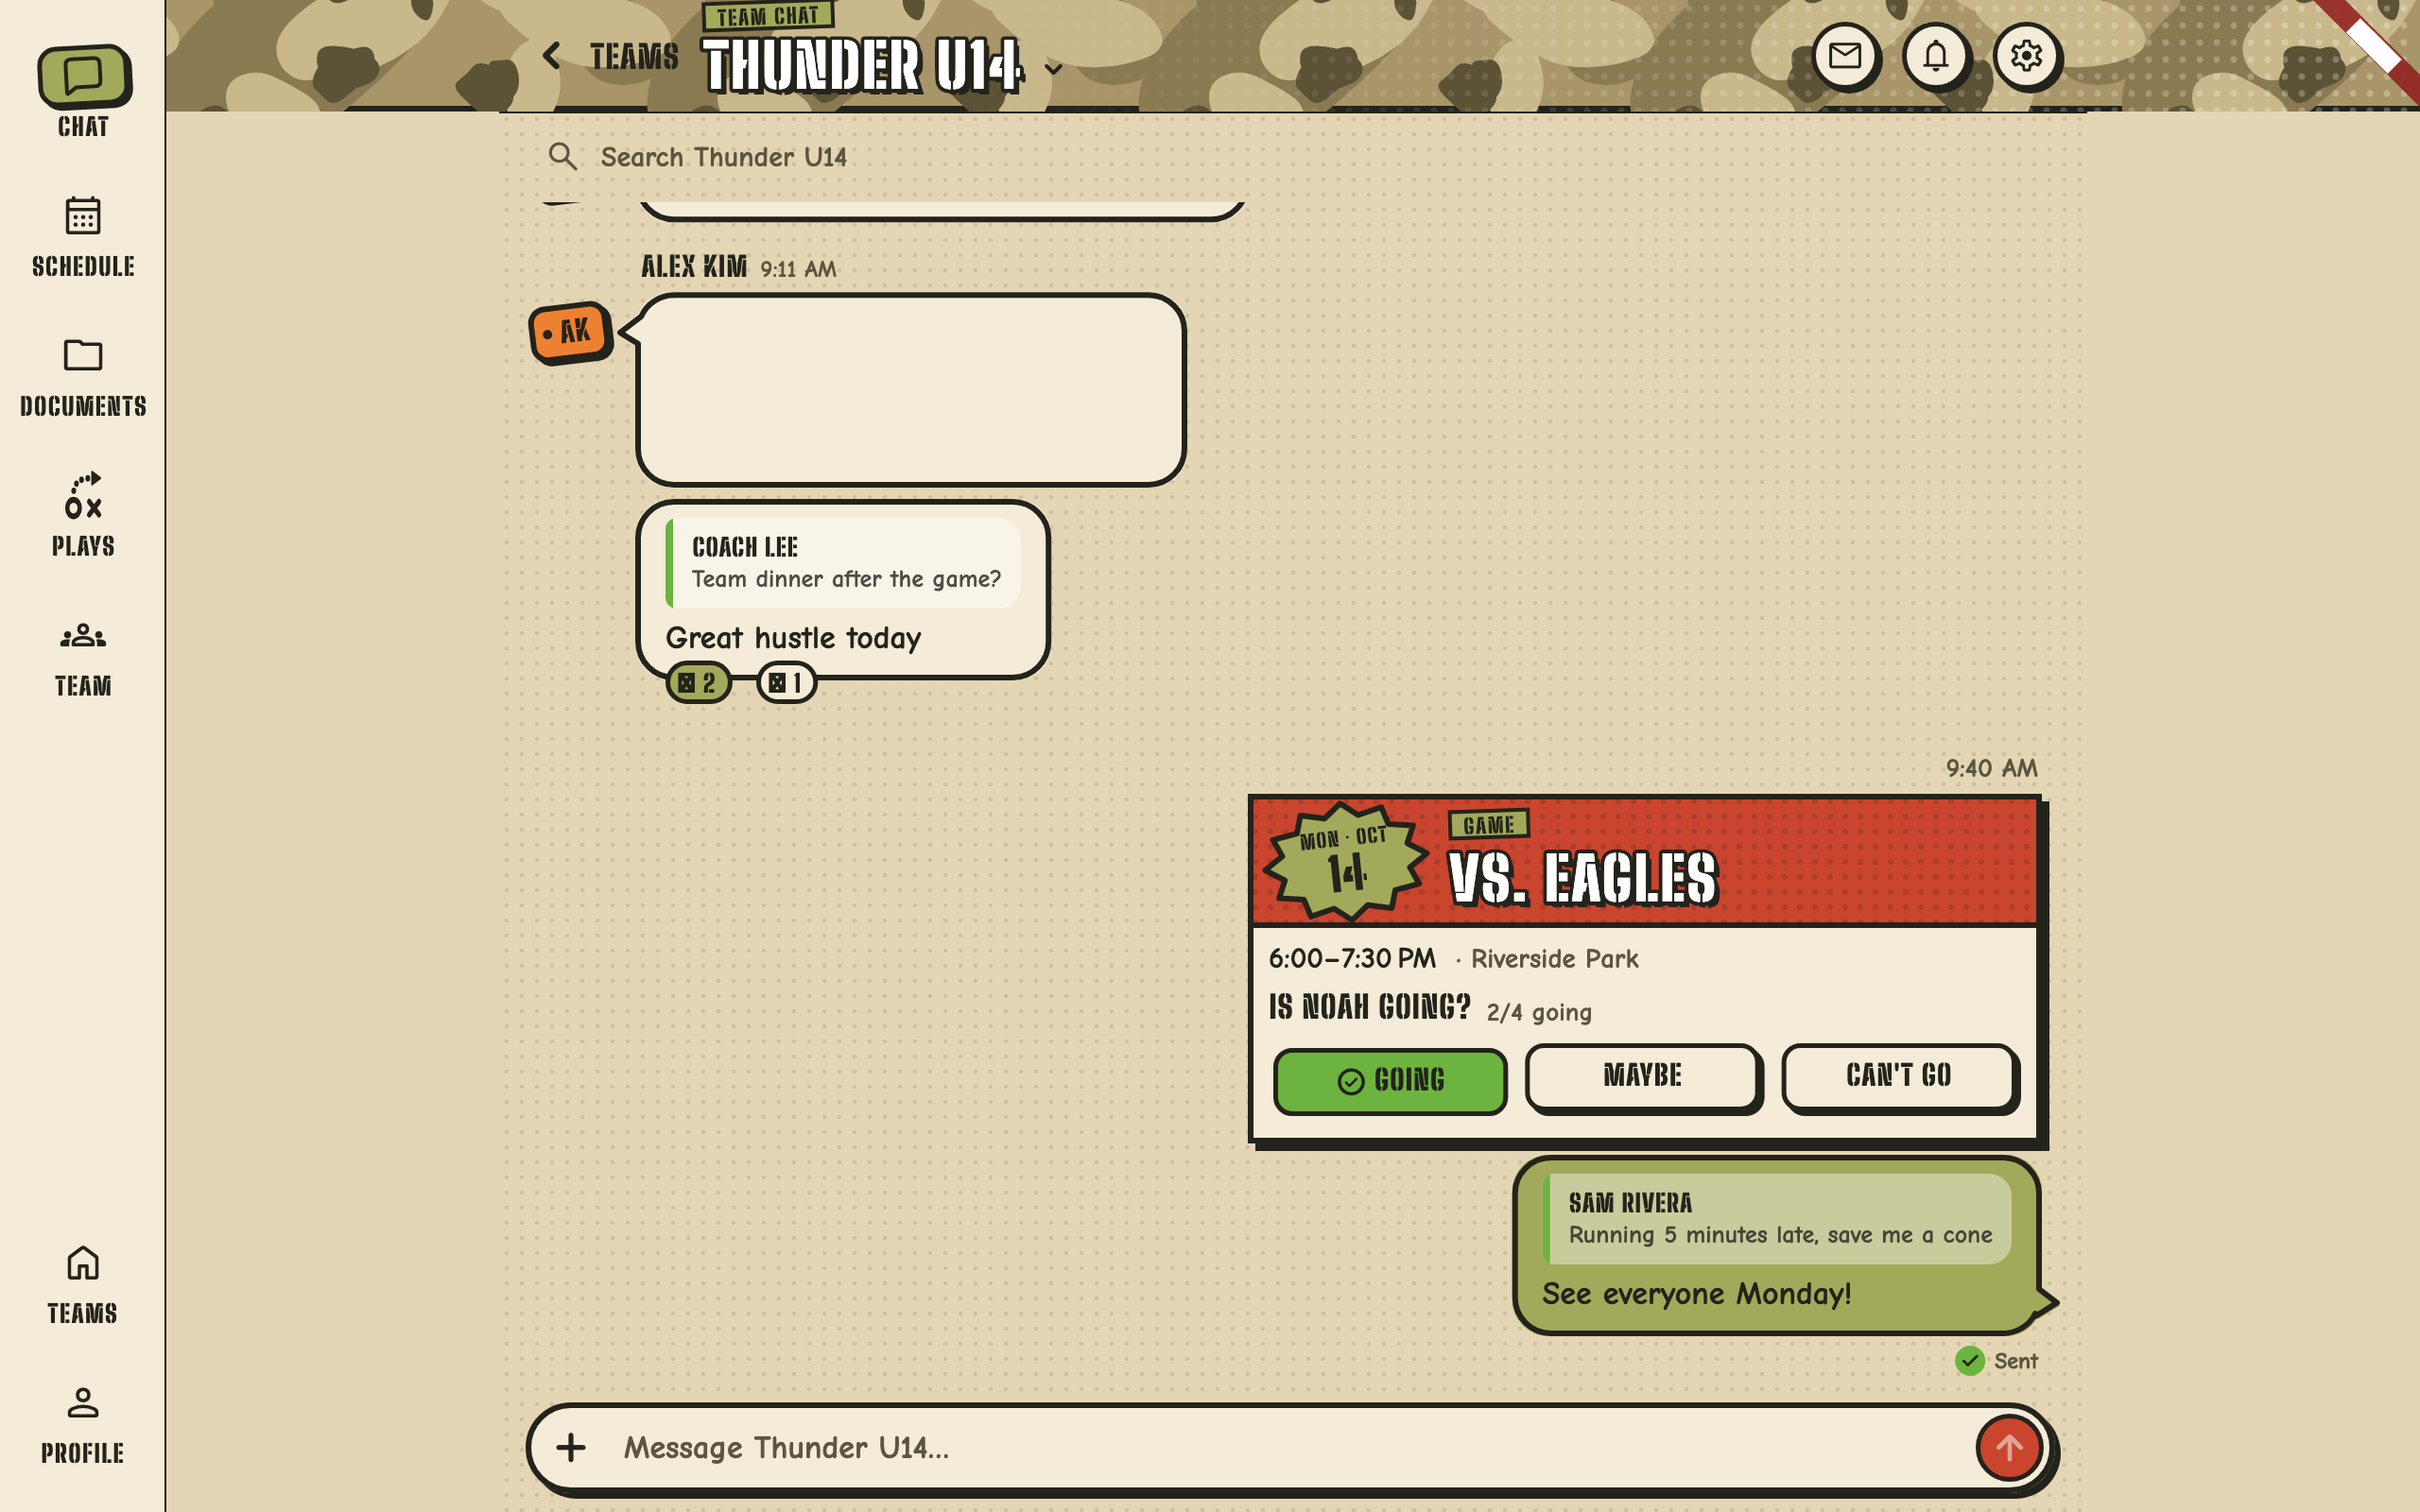 TEAM CHAT
TEAMS
THUNDER U14
CHAT
SCHEDULE
DOCUMENTS
PLAYS
TEAM
TEAMS
PROFILE
Search Thunder U14
ALEX KIM 9:11 AM
AK
COACH LEE
Team dinner after the game?
Great hustle today
2
1
9:40 AM
MON · OCT
14
GAME
VS. EAGLES
6:00–7:30 PM · Riverside Park
IS NOAH GOING? 2/4 going
GOING
MAYBE
CAN'T GO
SAM RIVERA
Running 5 minutes late, save me a cone
See everyone Monday!
Sent
Message Thunder U14...